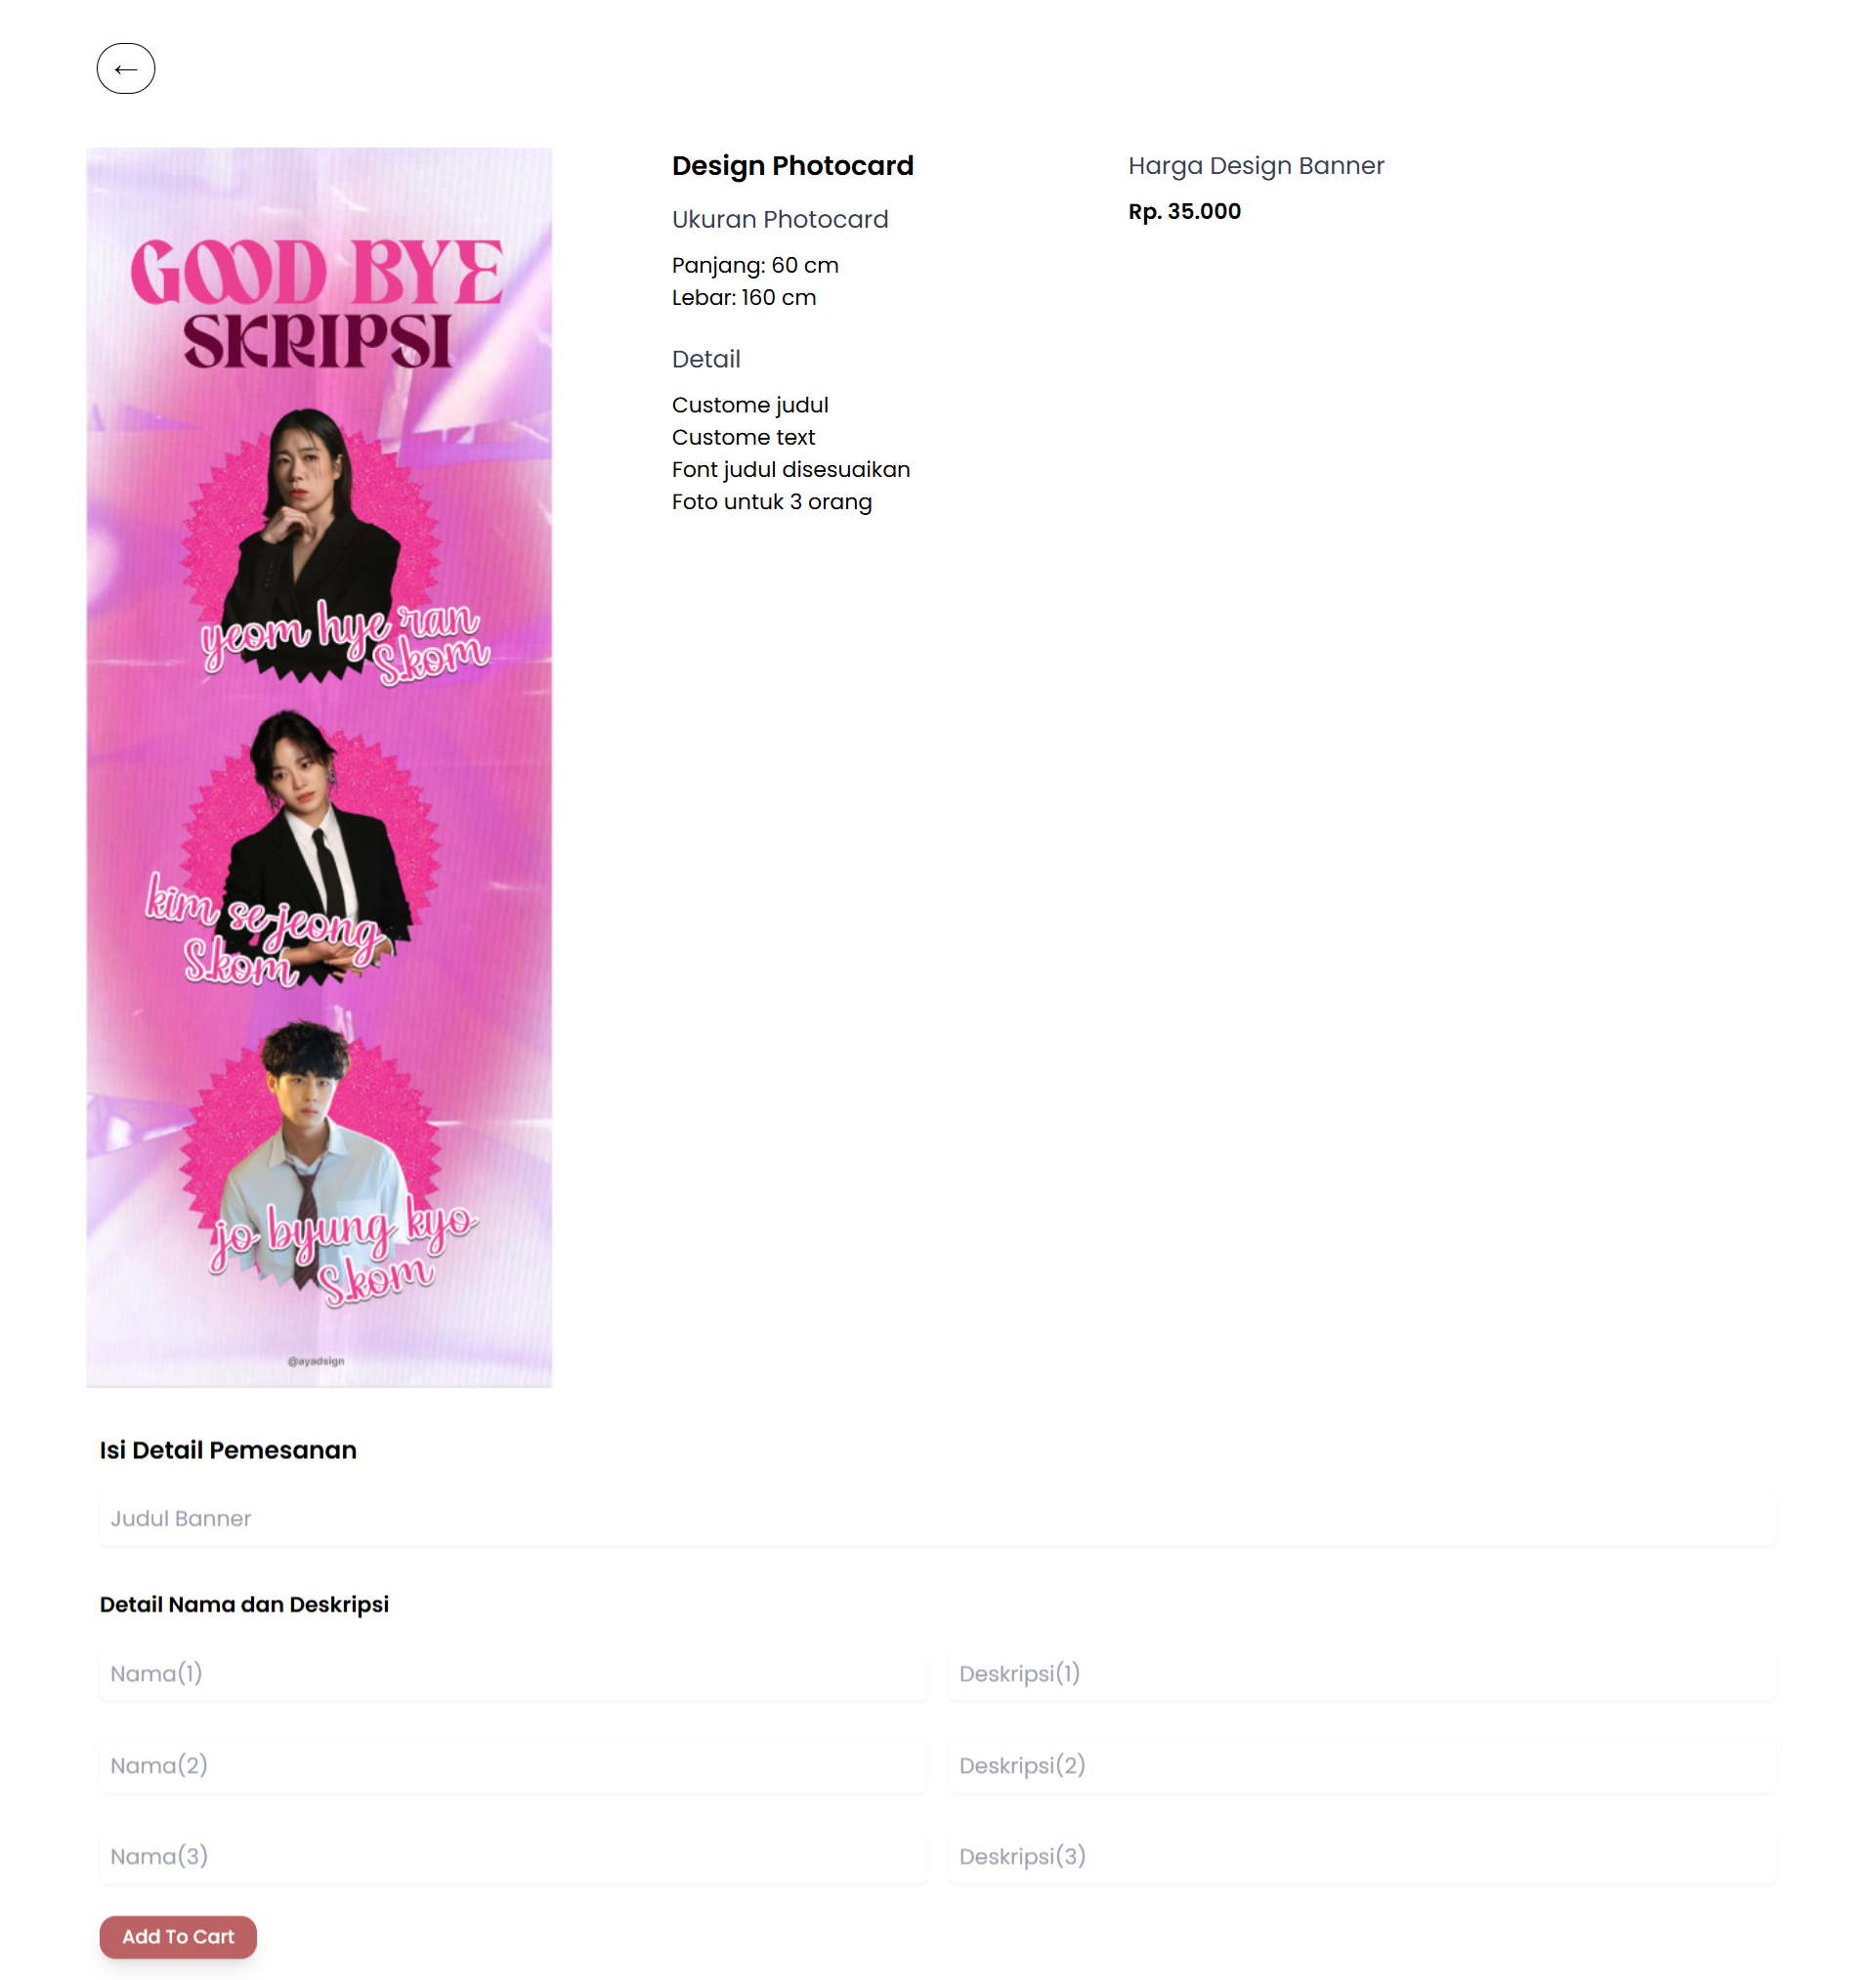 ←
GOOD BYE
SKRIPSI
yeom hye ran
S.kom
kim se-jeong
S.kom
jo byung kyo
S.kom
@ayadsign
Design Photocard
Ukuran Photocard
Panjang: 60 cm
Lebar: 160 cm
Detail
Custome judul
Custome text
Font judul disesuaikan
Foto untuk 3 orang
Harga Design Banner
Rp. 35.000
Isi Detail Pemesanan
Judul Banner
Detail Nama dan Deskripsi
Nama(1) Deskripsi(1)
Nama(2) Deskripsi(2)
Nama(3) Deskripsi(3)
Add To Cart